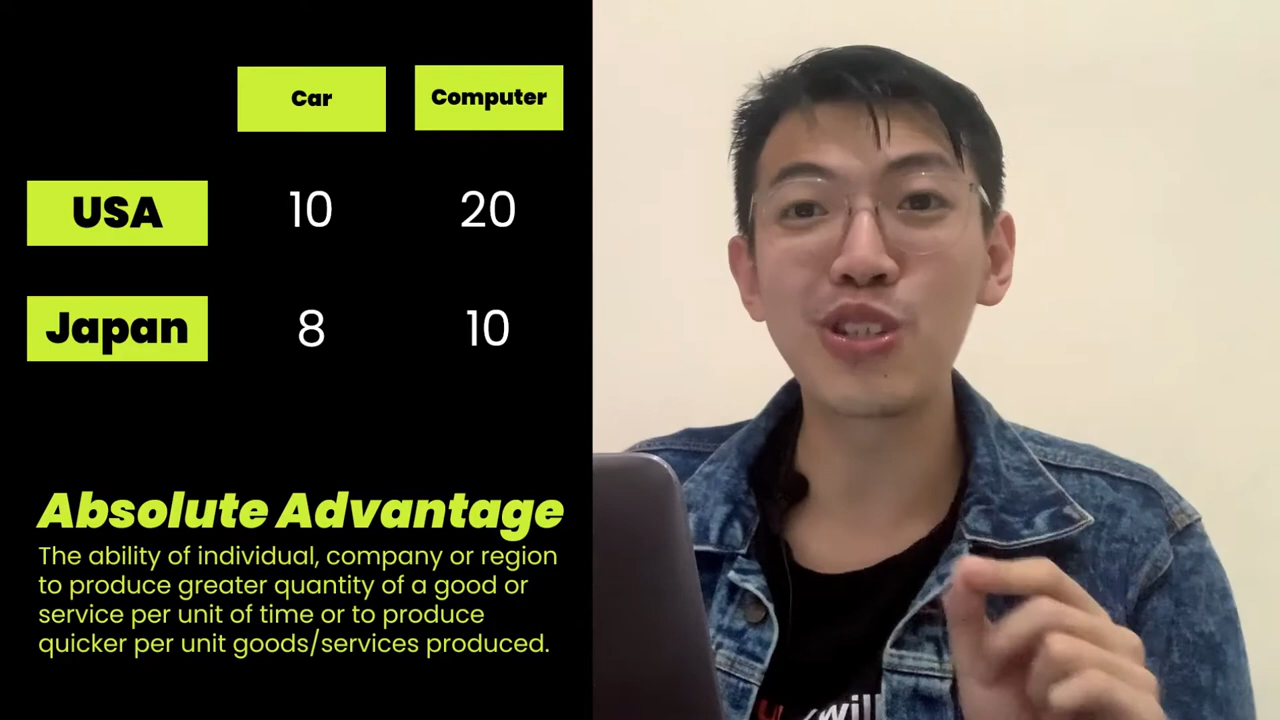 Car Computer
USA 10 20
Japan 8 10
Absolute Advantage
The ability of individual, company or region
to produce greater quantity of a good or
service per unit of time or to produce
quicker per unit goods/services produced.
will